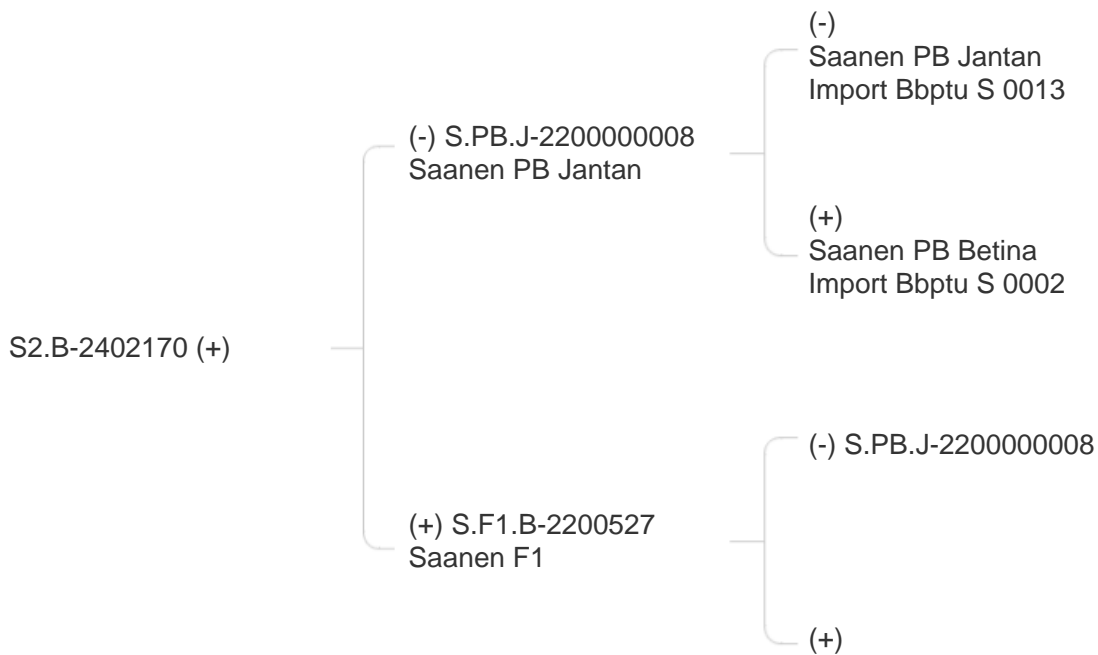 (-)
Saanen PB Jantan
Import Bbptu S 0013
(-) S.PB.J-2200000008
Saanen PB Jantan
(+)
Saanen PB Betina
Import Bbptu S 0002
S2.B-2402170 (+)
(-) S.PB.J-2200000008
(+) S.F1.B-2200527
Saanen F1
(+)